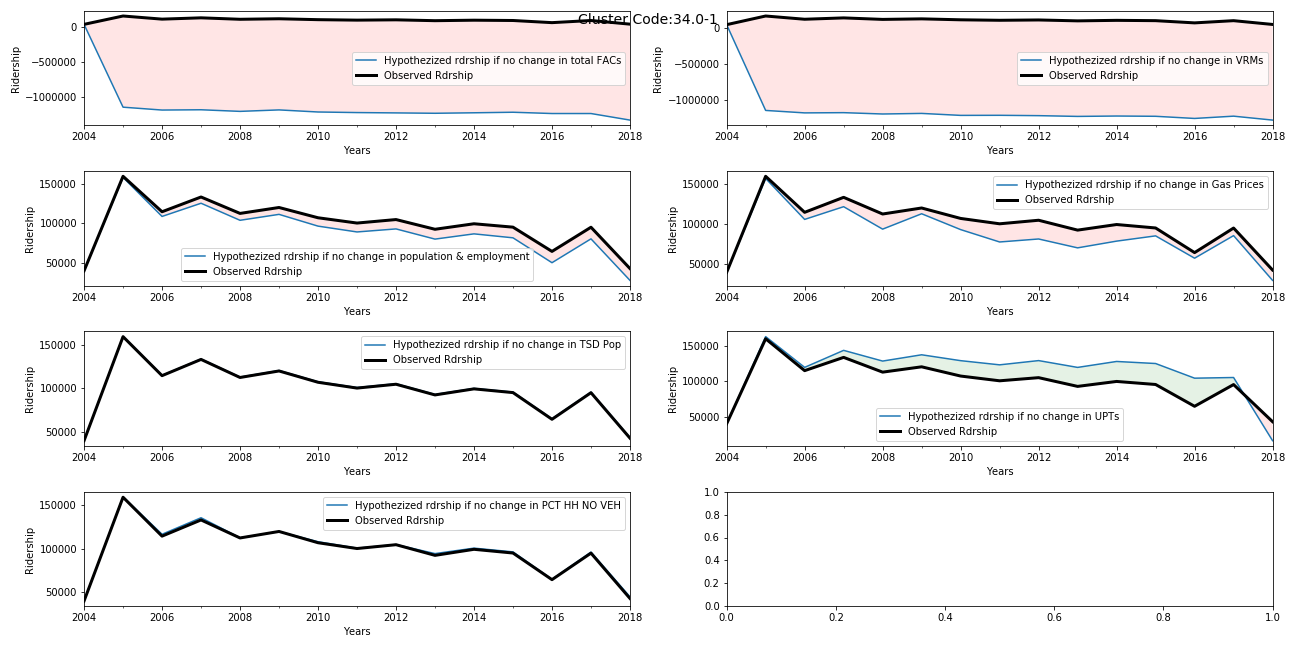 Cluster Code:34.0-1
Ridership
0
−500000
−1000000
Hypothezized rdrship if no change in total FACs
Observed Rdrship
2004 2006 2008 2010 2012 2014 2016 2018
Years
Ridership
0
−500000
−1000000
Hypothezized rdrship if no change in VRMs
Observed Rdrship
2004 2006 2008 2010 2012 2014 2016 2018
Years
Ridership
150000
100000
50000
Hypothezized rdrship if no change in population & employment
Observed Rdrship
2004 2006 2008 2010 2012 2014 2016 2018
Years
Ridership
150000
100000
50000
Hypothezized rdrship if no change in Gas Prices
Observed Rdrship
2004 2006 2008 2010 2012 2014 2016 2018
Years
Ridership
150000
100000
50000
Hypothezized rdrship if no change in TSD Pop
Observed Rdrship
2004 2006 2008 2010 2012 2014 2016 2018
Years
Ridership
150000
100000
50000
Hypothezized rdrship if no change in UPTs
Observed Rdrship
2004 2006 2008 2010 2012 2014 2016 2018
Years
Ridership
150000
100000
50000
Hypothezized rdrship if no change in PCT HH NO VEH
Observed Rdrship
2004 2006 2008 2010 2012 2014 2016 2018
Years
1.0
0.8
0.6
0.4
0.2
0.0
0.0 0.2 0.4 0.6 0.8 1.0